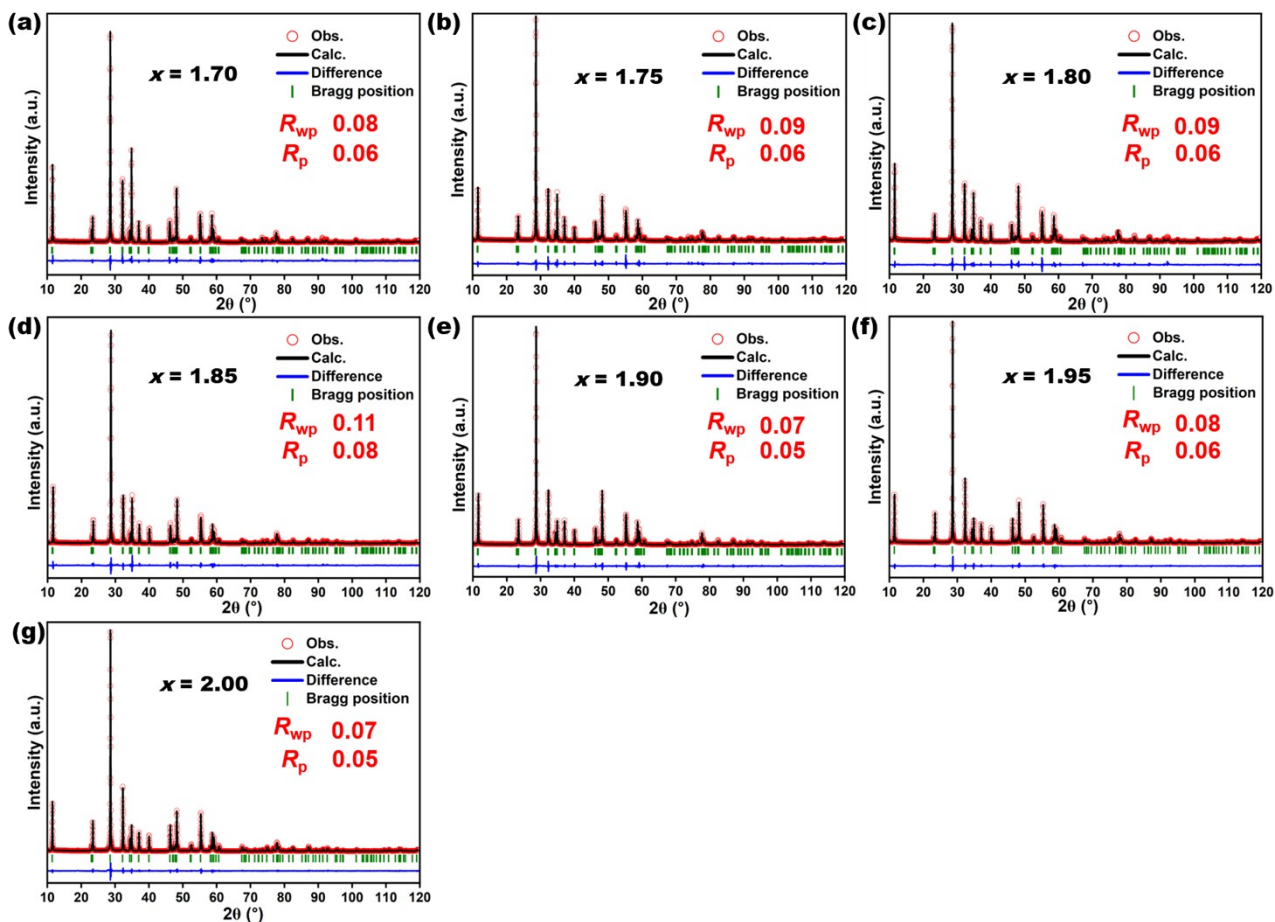 (a)
x = 1.70
Obs.
Calc.
Difference
Bragg position
Rwp 0.08
Rp 0.06
Intensity (a.u.)
10 20 30 40 50 60 70 80 90 100 110 120
2θ (°)
(b)
x = 1.75
Obs.
Calc.
Difference
Bragg position
Rwp 0.09
Rp 0.06
Intensity (a.u.)
10 20 30 40 50 60 70 80 90 100 110 120
2θ (°)
(c)
x = 1.80
Obs.
Calc.
Difference
Bragg position
Rwp 0.09
Rp 0.06
Intensity (a.u.)
10 20 30 40 50 60 70 80 90 100 110 120
2θ (°)
(d)
x = 1.85
Obs.
Calc.
Difference
Bragg position
Rwp 0.11
Rp 0.08
Intensity (a.u.)
10 20 30 40 50 60 70 80 90 100 110 120
2θ (°)
(e)
x = 1.90
Obs.
Calc.
Difference
Bragg position
Rwp 0.07
Rp 0.05
Intensity (a.u.)
10 20 30 40 50 60 70 80 90 100 110 120
2θ (°)
(f)
x = 1.95
Obs.
Calc.
Difference
Bragg position
Rwp 0.08
Rp 0.06
Intensity (a.u.)
10 20 30 40 50 60 70 80 90 100 110 120
2θ (°)
(g)
x = 2.00
Obs.
Calc.
Difference
Bragg position
Rwp 0.07
Rp 0.05
Intensity (a.u.)
10 20 30 40 50 60 70 80 90 100 110 120
2θ (°)